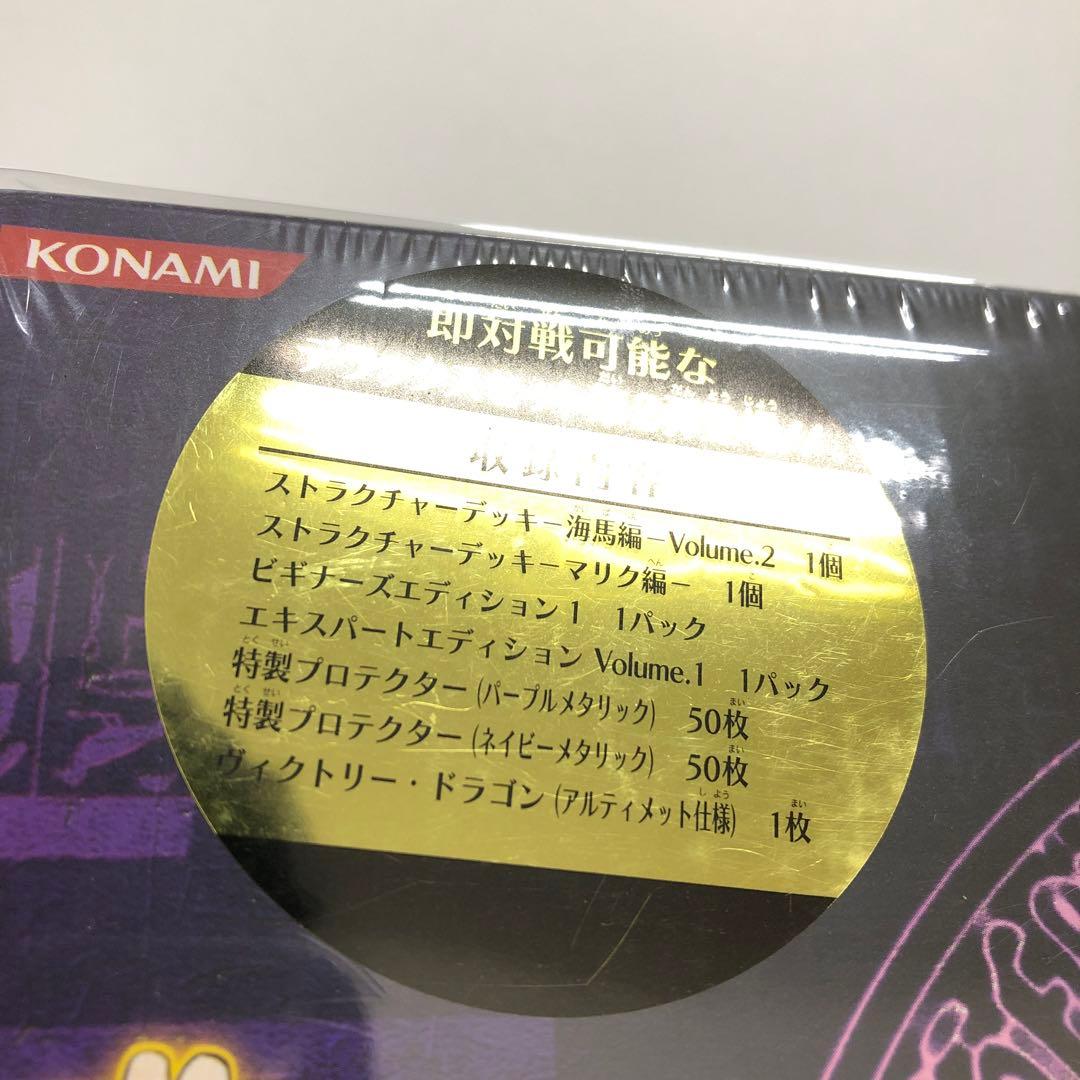 KONAMI
即対戦可能な
収録内容
ストラクチャーデッキ－海馬編－Volume.2 1個
ストラクチャーデッキ－マリク編－ 1個
ビギナーズエディション1 1パック
エキスパートエディション Volume.1 1パック
特製プロテクター(パープルメタリック) 50枚
特製プロテクター(ネイビーメタリック) 50枚
ヴィクトリー・ドラゴン(アルティメット仕様) 1枚